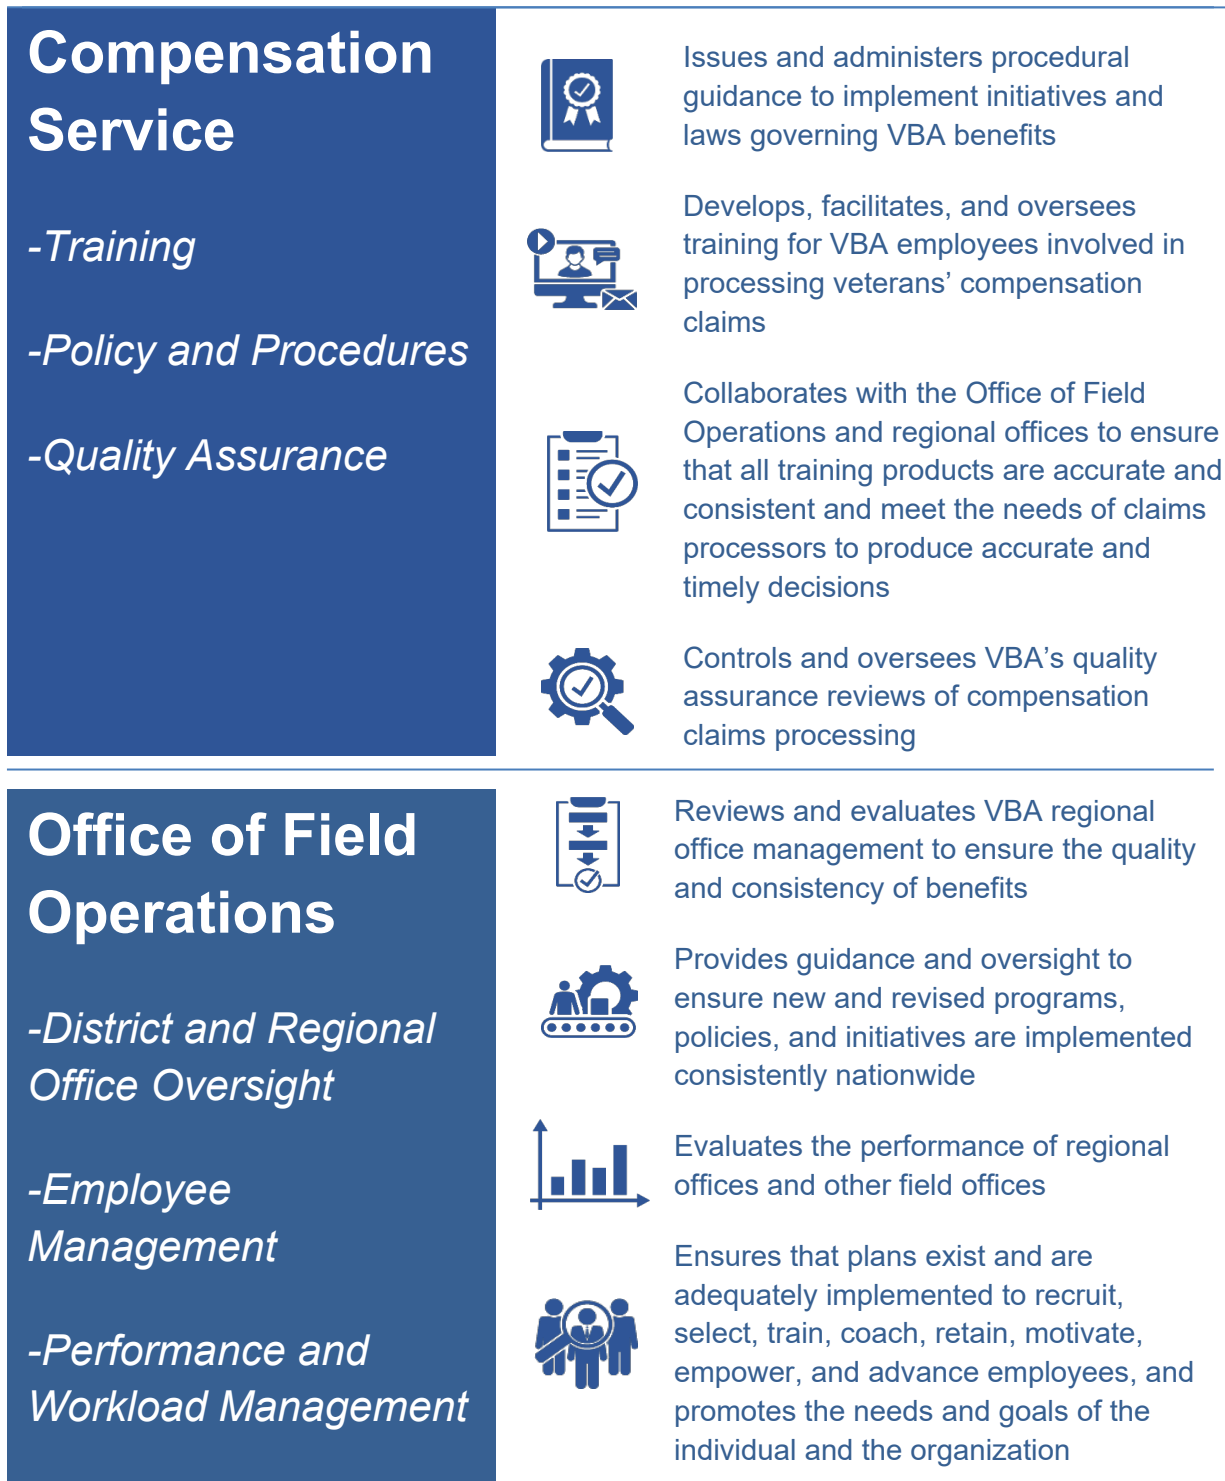 Compensation
Service
-Training
-Policy and Procedures
-Quality Assurance
Issues and administers procedural
guidance to implement initiatives and
laws governing VBA benefits
Develops, facilitates, and oversees
training for VBA employees involved in
processing veterans’ compensation
claims
Collaborates with the Office of Field
Operations and regional offices to ensure
that all training products are accurate and
consistent and meet the needs of claims
processors to produce accurate and
timely decisions
Controls and oversees VBA’s quality
assurance reviews of compensation
claims processing
Office of Field
Operations
-District and Regional
Office Oversight
-Employee
Management
-Performance and
Workload Management
Reviews and evaluates VBA regional
office management to ensure the quality
and consistency of benefits
Provides guidance and oversight to
ensure new and revised programs,
policies, and initiatives are implemented
consistently nationwide
Evaluates the performance of regional
offices and other field offices
Ensures that plans exist and are
adequately implemented to recruit,
select, train, coach, retain, motivate,
empower, and advance employees, and
promotes the needs and goals of the
individual and the organization